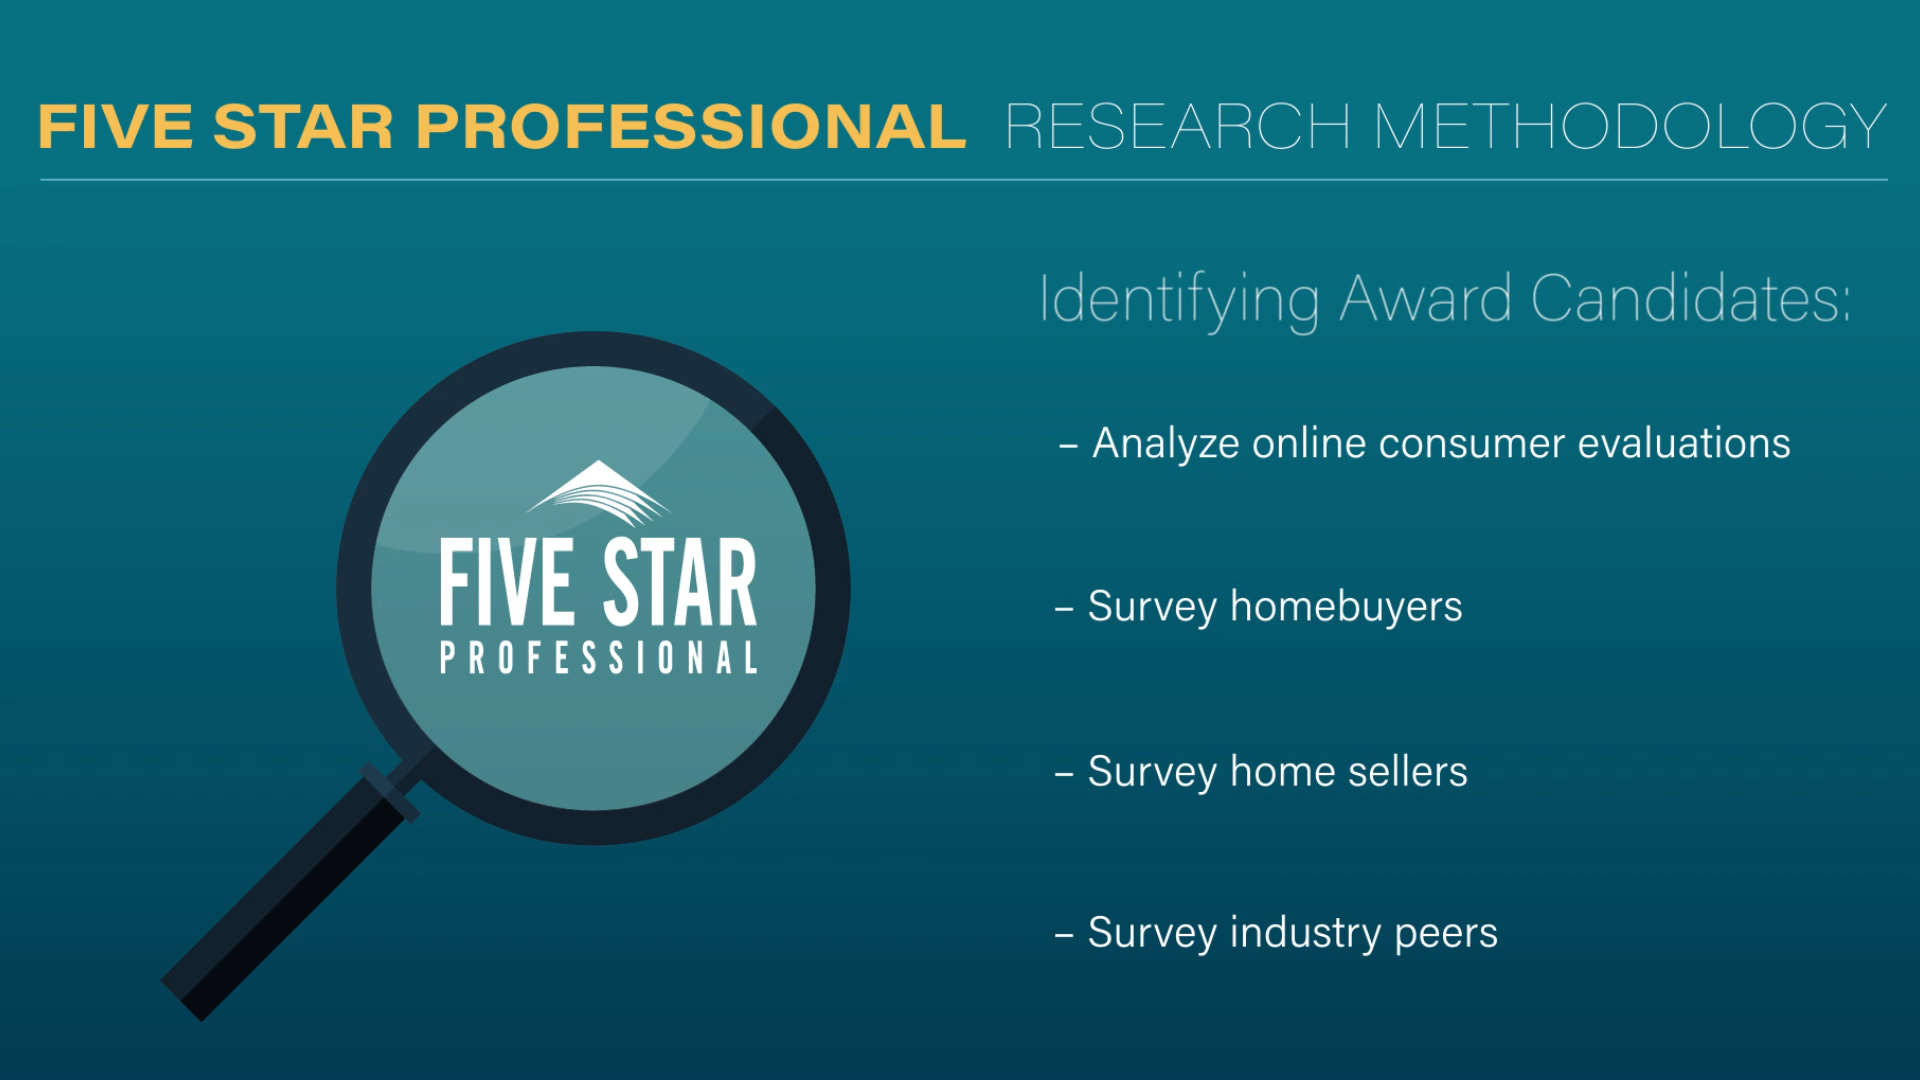 FIVE STAR PROFESSIONAL RESEARCH METHODOLOGY
FIVE STAR
PROFESSIONAL
Identifying Award Candidates:
– Analyze online consumer evaluations
– Survey homebuyers
– Survey home sellers
– Survey industry peers